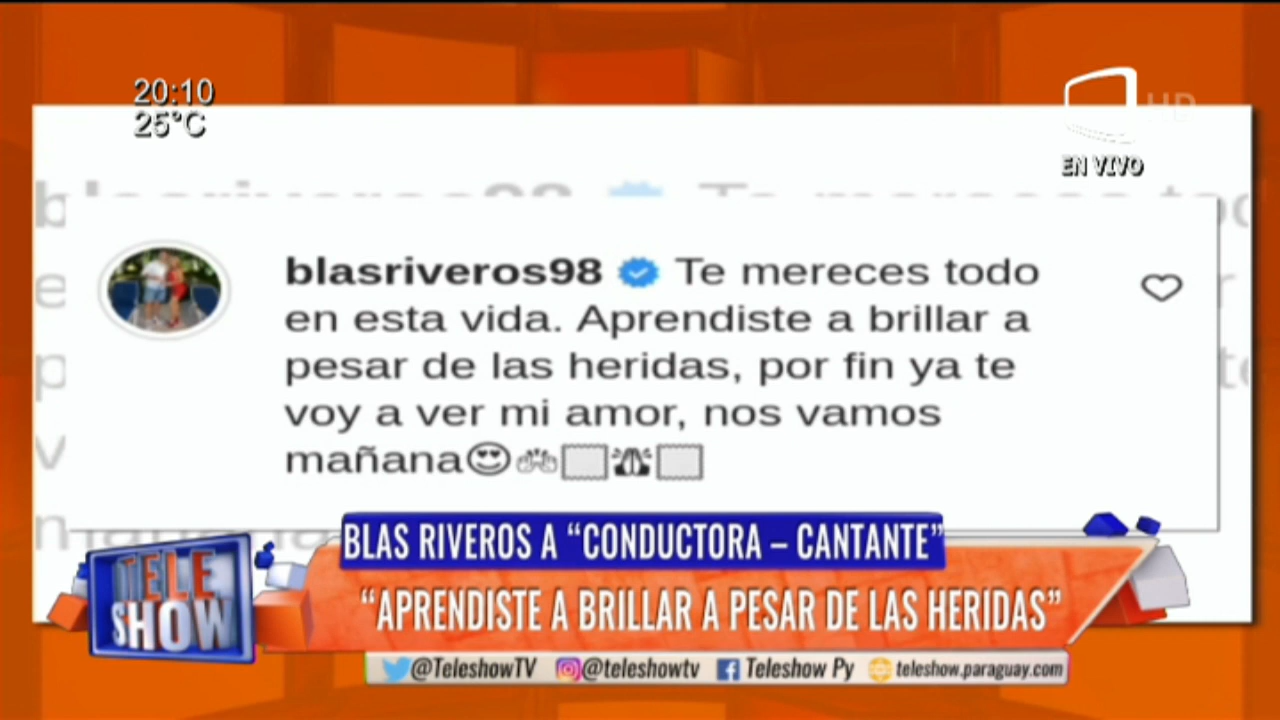 20:10
25°C
HD
EN VIVO
blasriveros98 Te mereces todo
en esta vida. Aprendiste a brillar a
pesar de las heridas, por fin ya te
voy a ver mi amor, nos vamos
mañana😍🙌🏻🙏🏻
BLAS RIVEROS A “CONDUCTORA – CANTANTE”
TELE
SHOW
“APRENDISTE A BRILLAR A PESAR DE LAS HERIDAS”
@TeleshowTV @teleshowtv Teleshow Py teleshow.paraguay.com